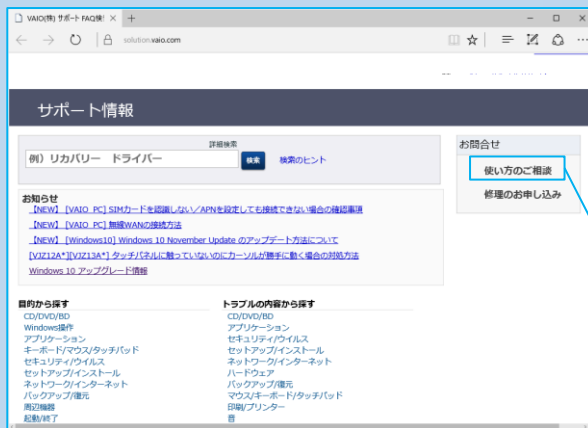 VAIO(株) サポート FAQ検!
solution.vaio.com
サポート情報
詳細検索
例）リカバリー　ドライバー
検索
検索のヒント
お問合せ
使い方のご相談
修理のお申し込み
お知らせ
【NEW】 [VAIO PC] SIMカードを認識しない／APNを設定しても接続できない場合の確認事項
【NEW】 [VAIO PC] 無線WANの接続方法
【NEW】 [Windows10] Windows 10 November Update のアップデート方法について
[VJZ12A*][VJZ13A*] タッチパネルに触っていないのにカーソルが勝手に動く場合の対処方法
Windows 10 アップグレード情報
目的から探す
CD/DVD/BD
Windows操作
アプリケーション
キーボード/マウス/タッチパッド
セキュリティ/ウイルス
セットアップ/インストール
ネットワーク/インターネット
バックアップ/復元
周辺機器
起動/終了
トラブルの内容から探す
CD/DVD/BD
アプリケーション
セキュリティ/ウイルス
セットアップ/インストール
ネットワーク/インターネット
ハードウェア
バックアップ/復元
マウス/キーボード/タッチパッド
印刷/プリンター
音